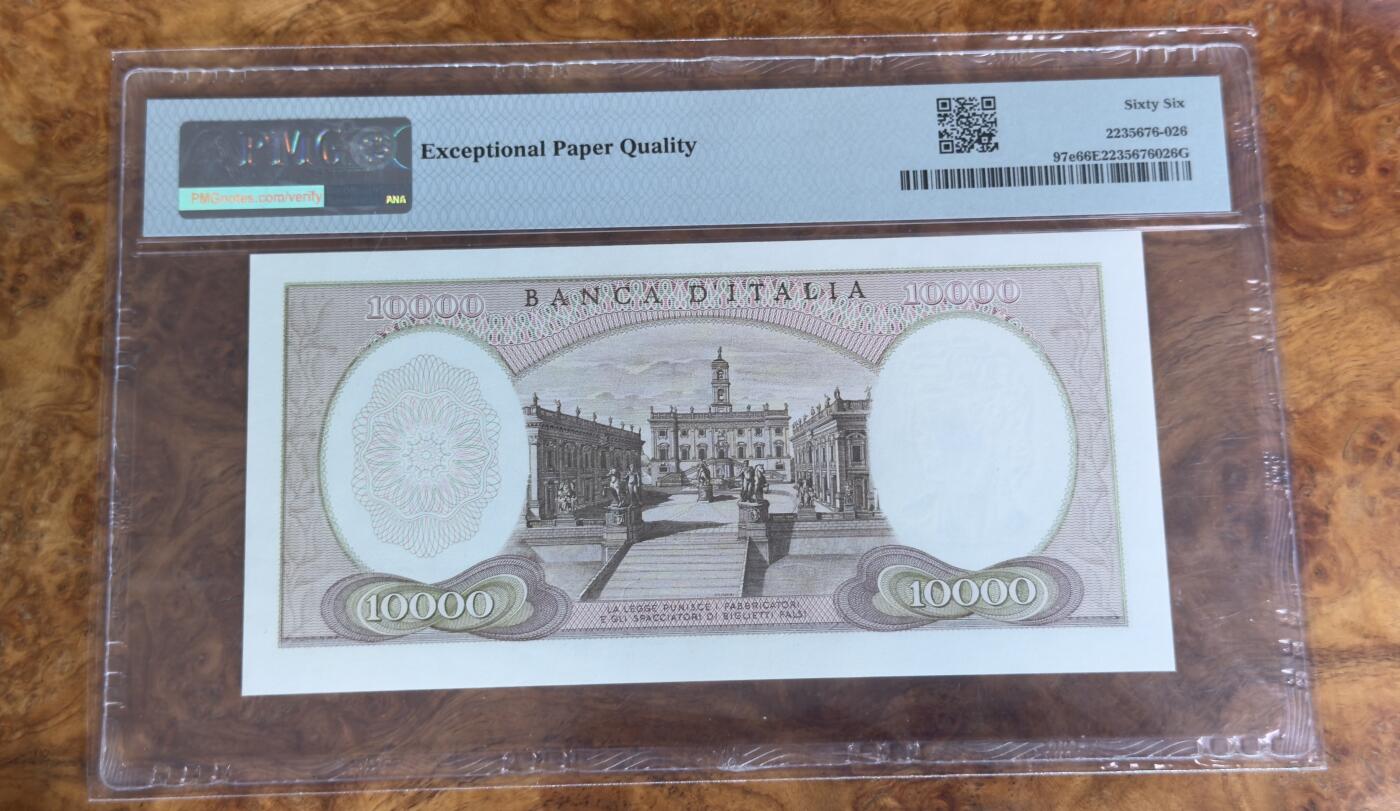 PMG
Exceptional Paper Quality
PMGnotes.com/verify
ANA
Sixty Six
2235676-026
97e66E2235676026G
10000
BANCA D'ITALIA
10000
10000
10000
LA LEGGE PUNISCE I FABBRICATORI
E GLI SPACCIATORI DI BIGLIETTI FALSI